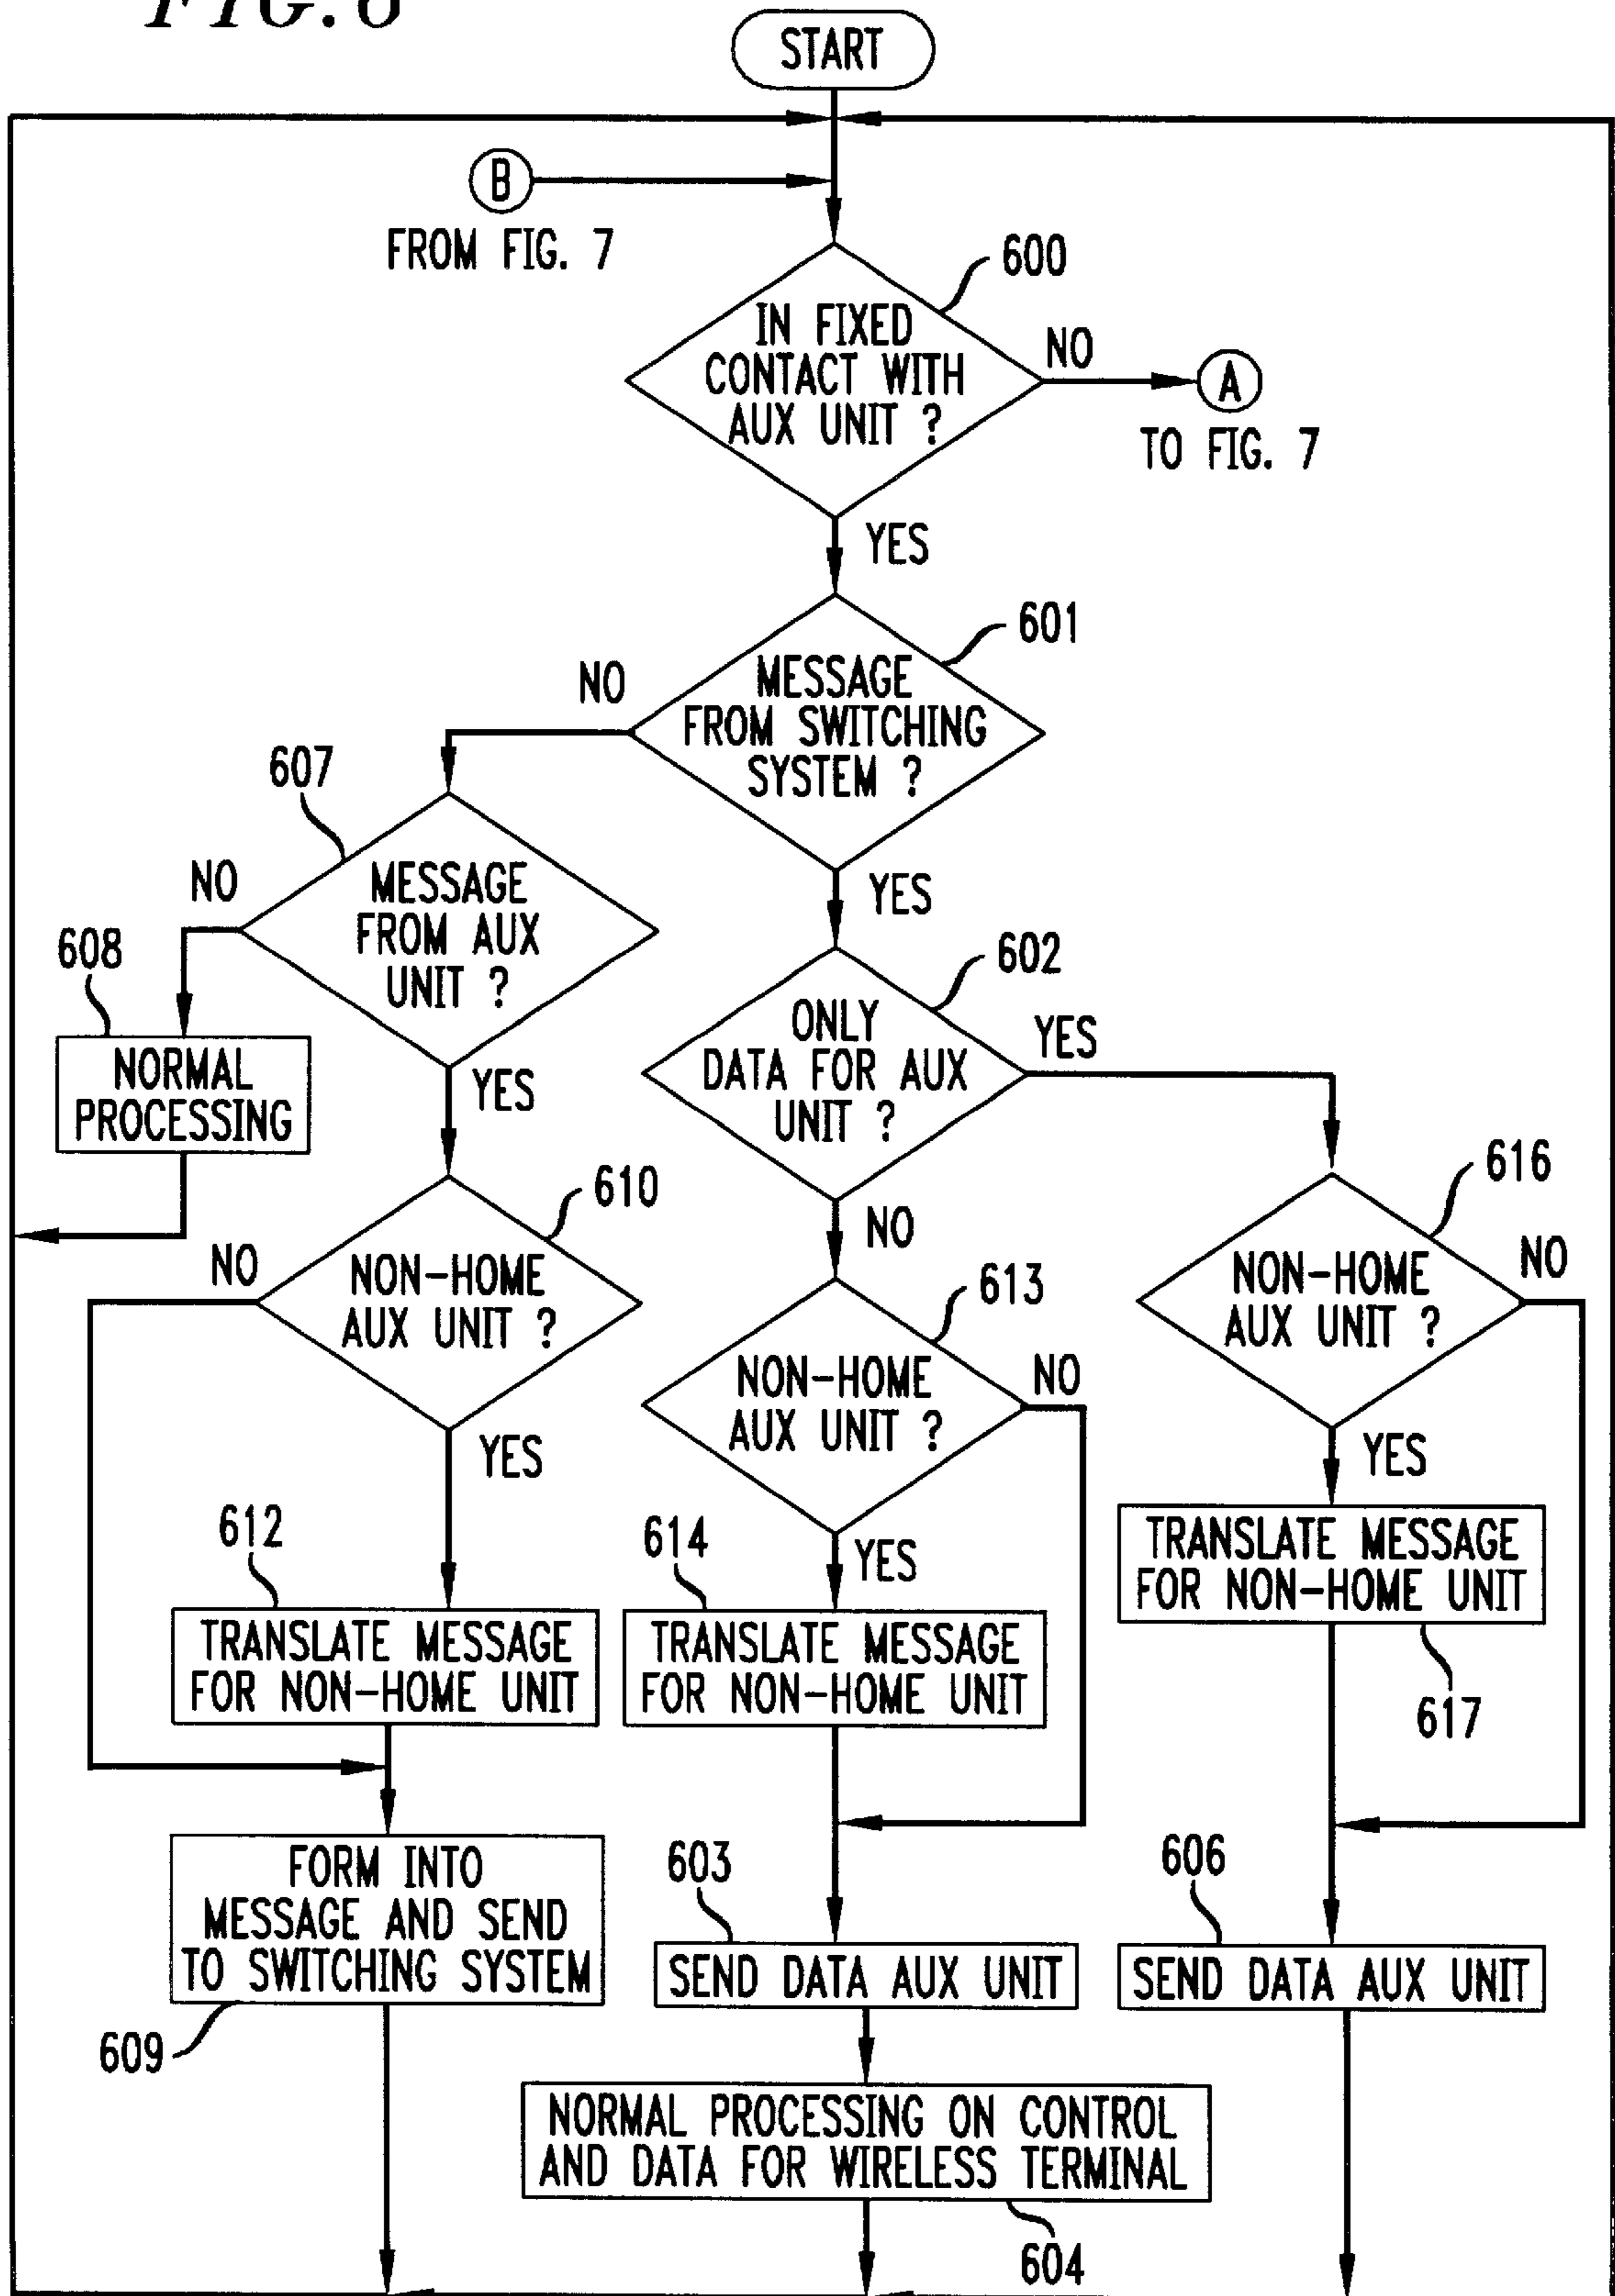 FIG. 6
START
B
FROM FIG. 7
600
IN FIXED
CONTACT WITH
AUX UNIT ?
NO
A
TO FIG. 7
YES
601
MESSAGE
FROM SWITCHING
SYSTEM ?
NO
607
MESSAGE
FROM AUX
UNIT ?
NO
YES
608
NORMAL
PROCESSING
YES
602
ONLY
DATA FOR AUX
UNIT ?
YES
NO
610
NON-HOME
AUX UNIT ?
NO
YES
613
NON-HOME
AUX UNIT ?
NO
YES
616
NON-HOME
AUX UNIT ?
NO
YES
612
TRANSLATE MESSAGE
FOR NON-HOME UNIT
614
TRANSLATE MESSAGE
FOR NON-HOME UNIT
TRANSLATE MESSAGE
FOR NON-HOME UNIT
617
FORM INTO
MESSAGE AND SEND
TO SWITCHING SYSTEM
609
603
SEND DATA AUX UNIT
606
SEND DATA AUX UNIT
NORMAL PROCESSING ON CONTROL
AND DATA FOR WIRELESS TERMINAL
604